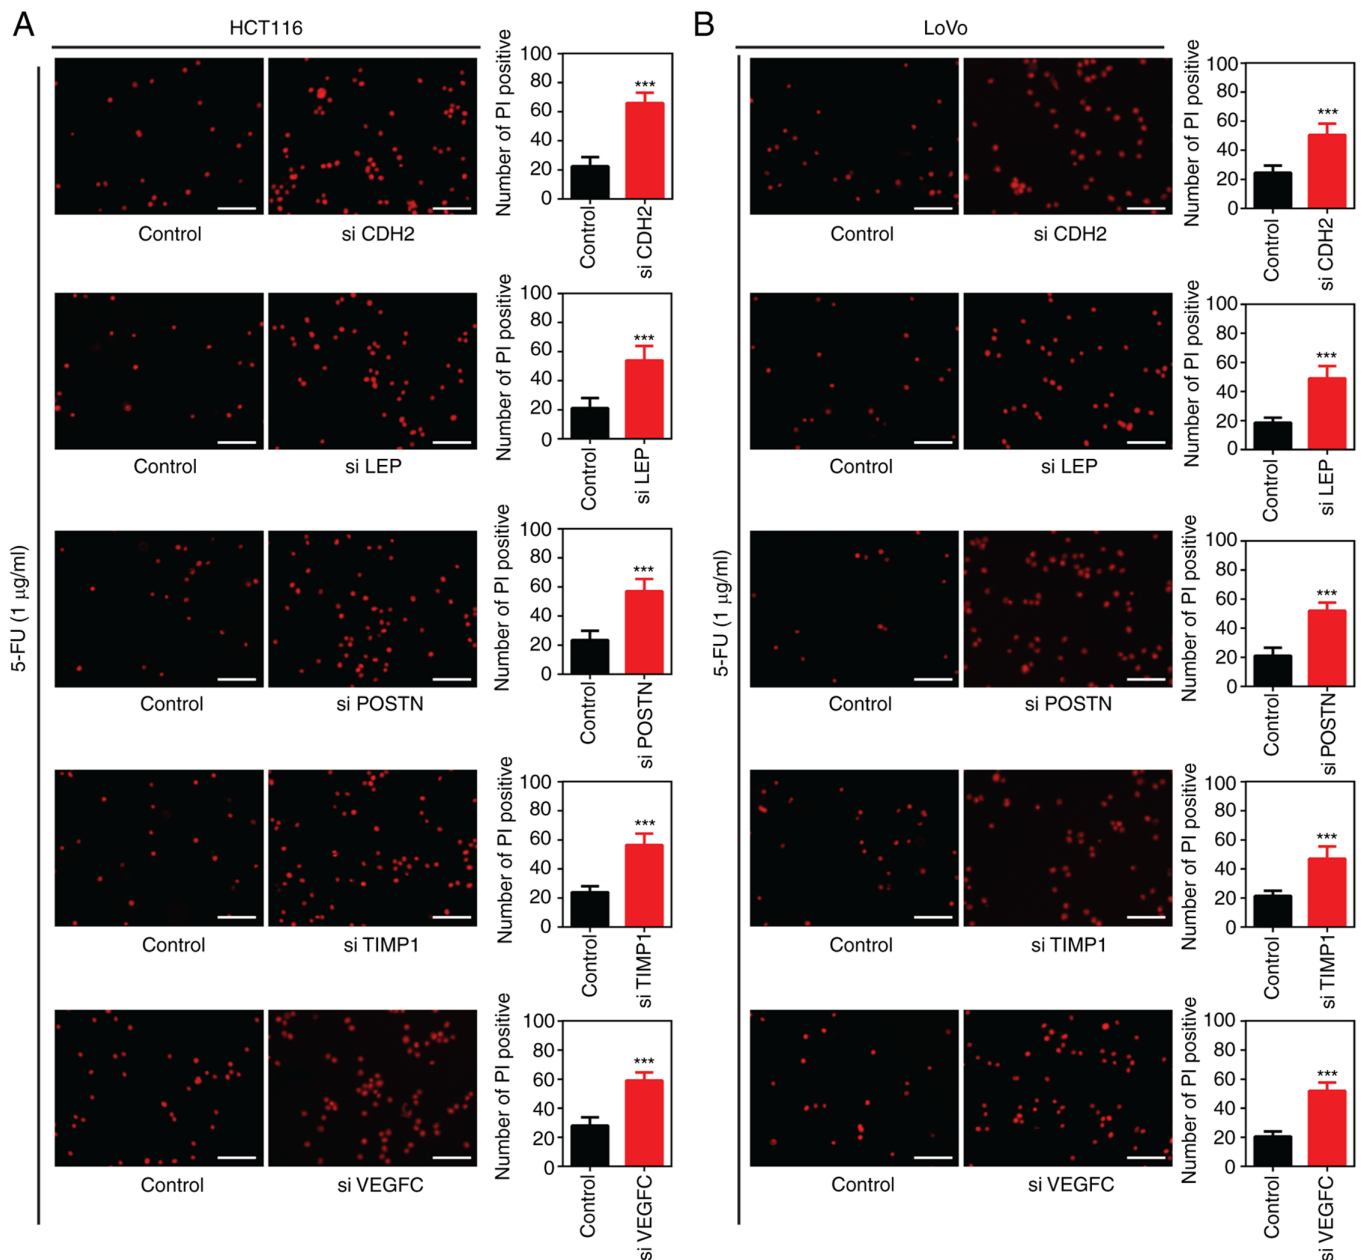 A
HCT116
B
LoVo
5-FU (1 µg/ml)
Control
si CDH2
Number of PI positive
100
80
60
40
20
0
***
Control
si CDH2
Control
si LEP
Number of PI positive
100
80
60
40
20
0
***
Control
si LEP
Control
si POSTN
Number of PI positive
100
80
60
40
20
0
***
Control
si POSTN
Control
si TIMP1
Number of PI positive
100
80
60
40
20
0
***
Control
si TIMP1
Control
si VEGFC
Number of PI positive
100
80
60
40
20
0
***
Control
si VEGFC
5-FU (1 µg/ml)
Control
si CDH2
Number of PI positive
100
80
60
40
20
0
***
Control
si CDH2
Control
si LEP
Number of PI positive
100
80
60
40
20
0
***
Control
si LEP
Control
si POSTN
Number of PI positive
100
80
60
40
20
0
***
Control
si POSTN
Control
si TIMP1
Number of PI positive
100
80
60
40
20
0
***
Control
si TIMP1
Control
si VEGFC
Number of PI positive
100
80
60
40
20
0
***
Control
si VEGFC